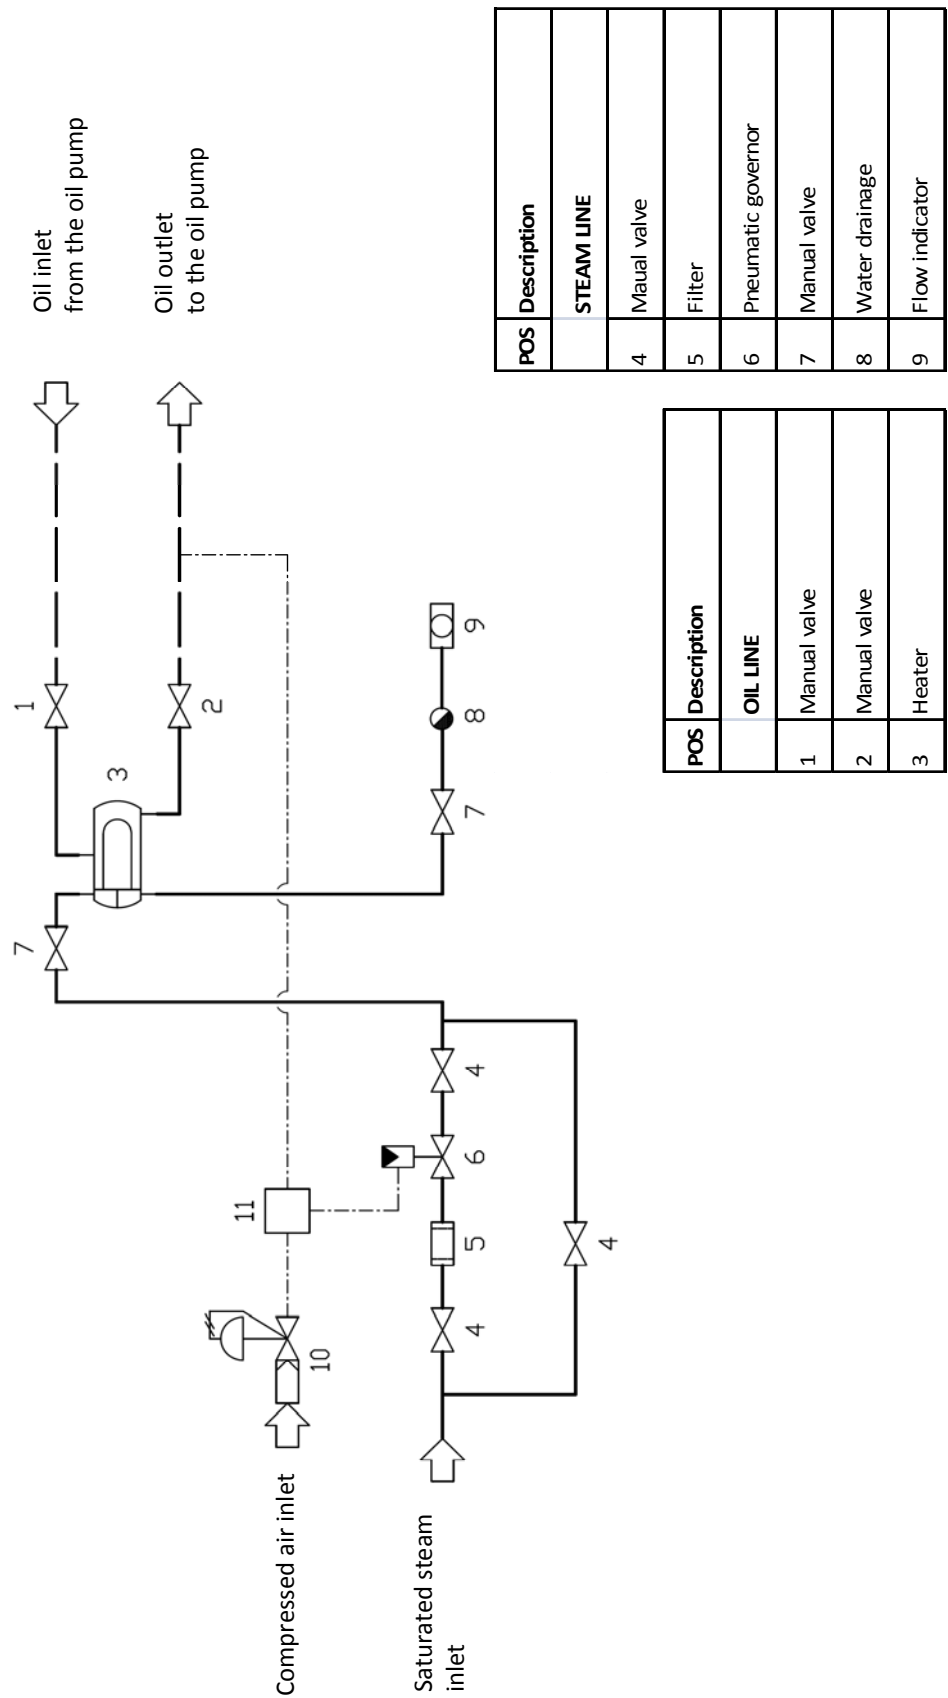 Oil inlet
from the oil pump
Oil outlet
to the oil pump
1
2
3
7
7
8
9
4
6
5
4
4
11
10
Compressed air inlet
Saturated steam
inlet
POS Description
OIL LINE
1 Manual valve
2 Manual valve
3 Heater
POS Description
STEAM LINE
4 Maual valve
5 Filter
6 Pneumatic governor
7 Manual valve
8 Water drainage
9 Flow indicator